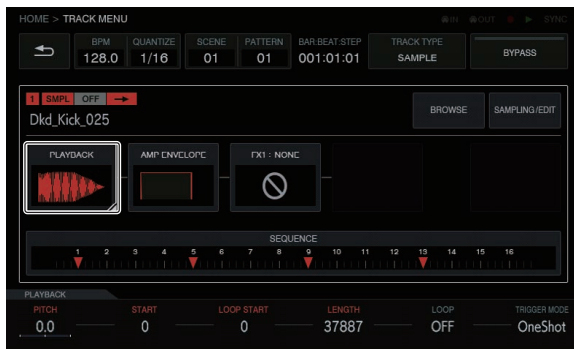 HOME > TRACK MENU
IN OUT SYNC
BPM QUANTIZE SCENE PATTERN BAR:BEAT:STEP TRACK TYPE
128.0 1/16 01 01 001:01:01 SAMPLE BYPASS
1 SMPL OFF
Dkd_Kick_025
BROWSE SAMPLING/EDIT
PLAYBACK AMP ENVELOPE FX1 : NONE
SEQUENCE
1 2 3 4 5 6 7 8 9 10 11 12 13 14 15 16
PLAYBACK
PITCH START LOOP START LENGTH LOOP TRIGGER MODE
0.0 0 0 37887 OFF OneShot